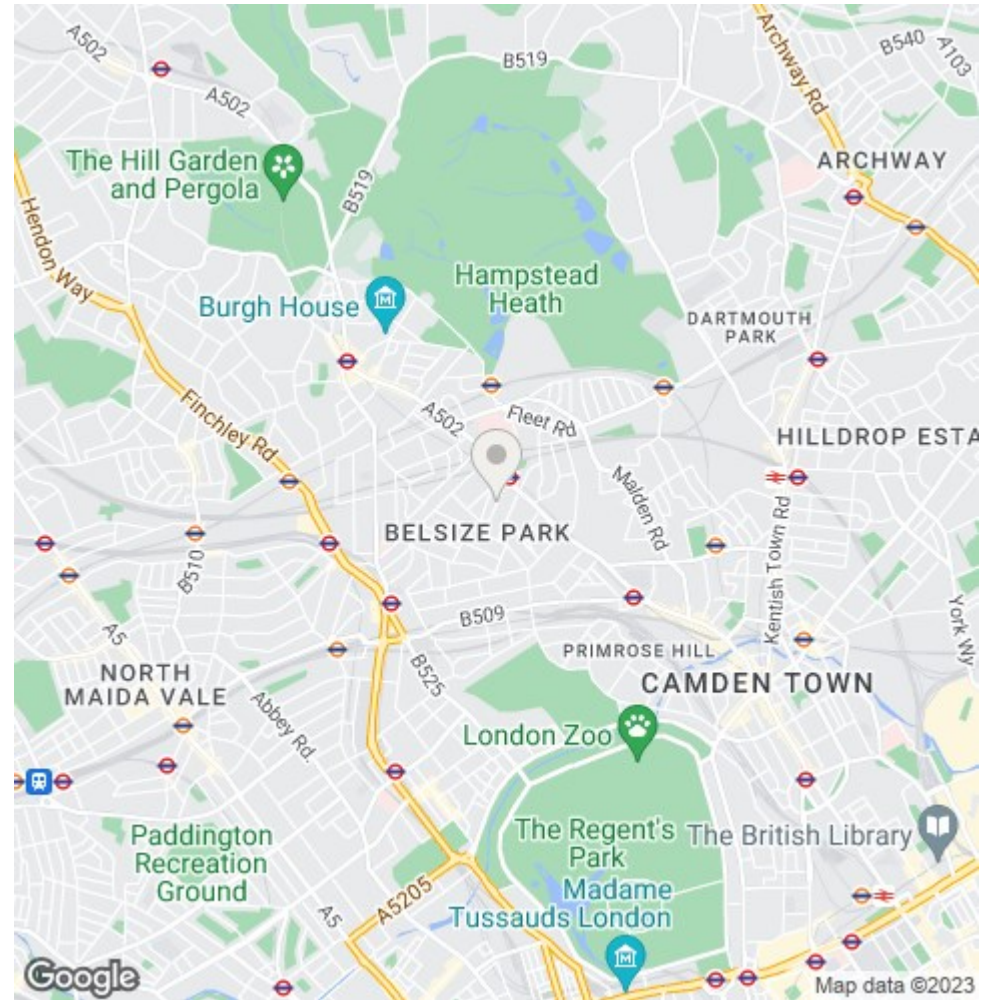 A502
B519
B540
A103
Archway Rd
A502
The Hill Garden
and Pergola
B519
ARCHWAY
Hendon Way
Hampstead
Heath
Burgh House
DARTMOUTH
PARK
Finchley Rd
A502
Fleet Rd
HILLDROP ESTA
Malden Rd
BELSIZE PARK
Kentish Town Rd
B510
York Wy
B509
A5
PRIMROSE HILL
NORTH
MAIDA VALE
B525
CAMDEN TOWN
Abbey Rd.
London Zoo
Paddington
Recreation
Ground
The Regent's
Park
The British Library
Madame
Tussauds London
A5205
A5
Google
Map data ©2023